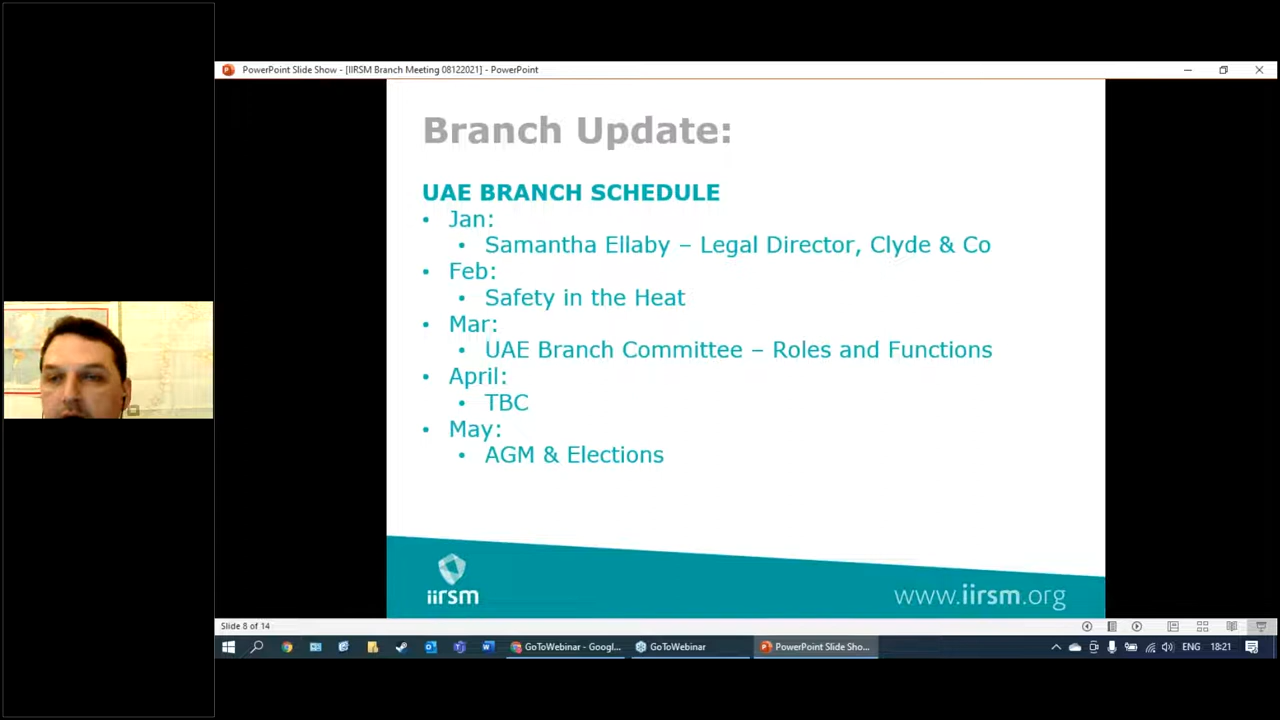 PowerPoint Slide Show - [IIRSM Branch Meeting 08122021] - PowerPoint
Branch Update:
UAE BRANCH SCHEDULE
• Jan:
• Samantha Ellaby – Legal Director, Clyde & Co
• Feb:
• Safety in the Heat
• Mar:
• UAE Branch Committee – Roles and Functions
• April:
• TBC
• May:
• AGM & Elections
iirsm
www.iirsm.org
Slide 8 of 14
GoToWebinar - Googl...
GoToWebinar
PowerPoint Slide Sho...
ENG
18:21